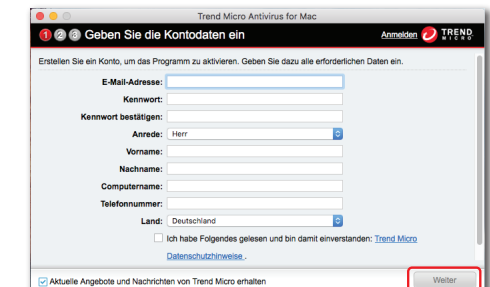 Trend Micro Antivirus for Mac
1 2 3 Geben Sie die Kontodaten ein
Anmelden
TREND
MICRO
Erstellen Sie ein Konto, um das Programm zu aktivieren. Geben Sie dazu alle erforderlichen Daten ein.
E-Mail-Adresse:
Kennwort:
Kennwort bestätigen:
Anrede: Herr
Vorname:
Nachname:
Computername:
Telefonnummer:
Land: Deutschland
Ich habe Folgendes gelesen und bin damit einverstanden: Trend Micro
Datenschutzhinweise .
Aktuelle Angebote und Nachrichten von Trend Micro erhalten
Weiter